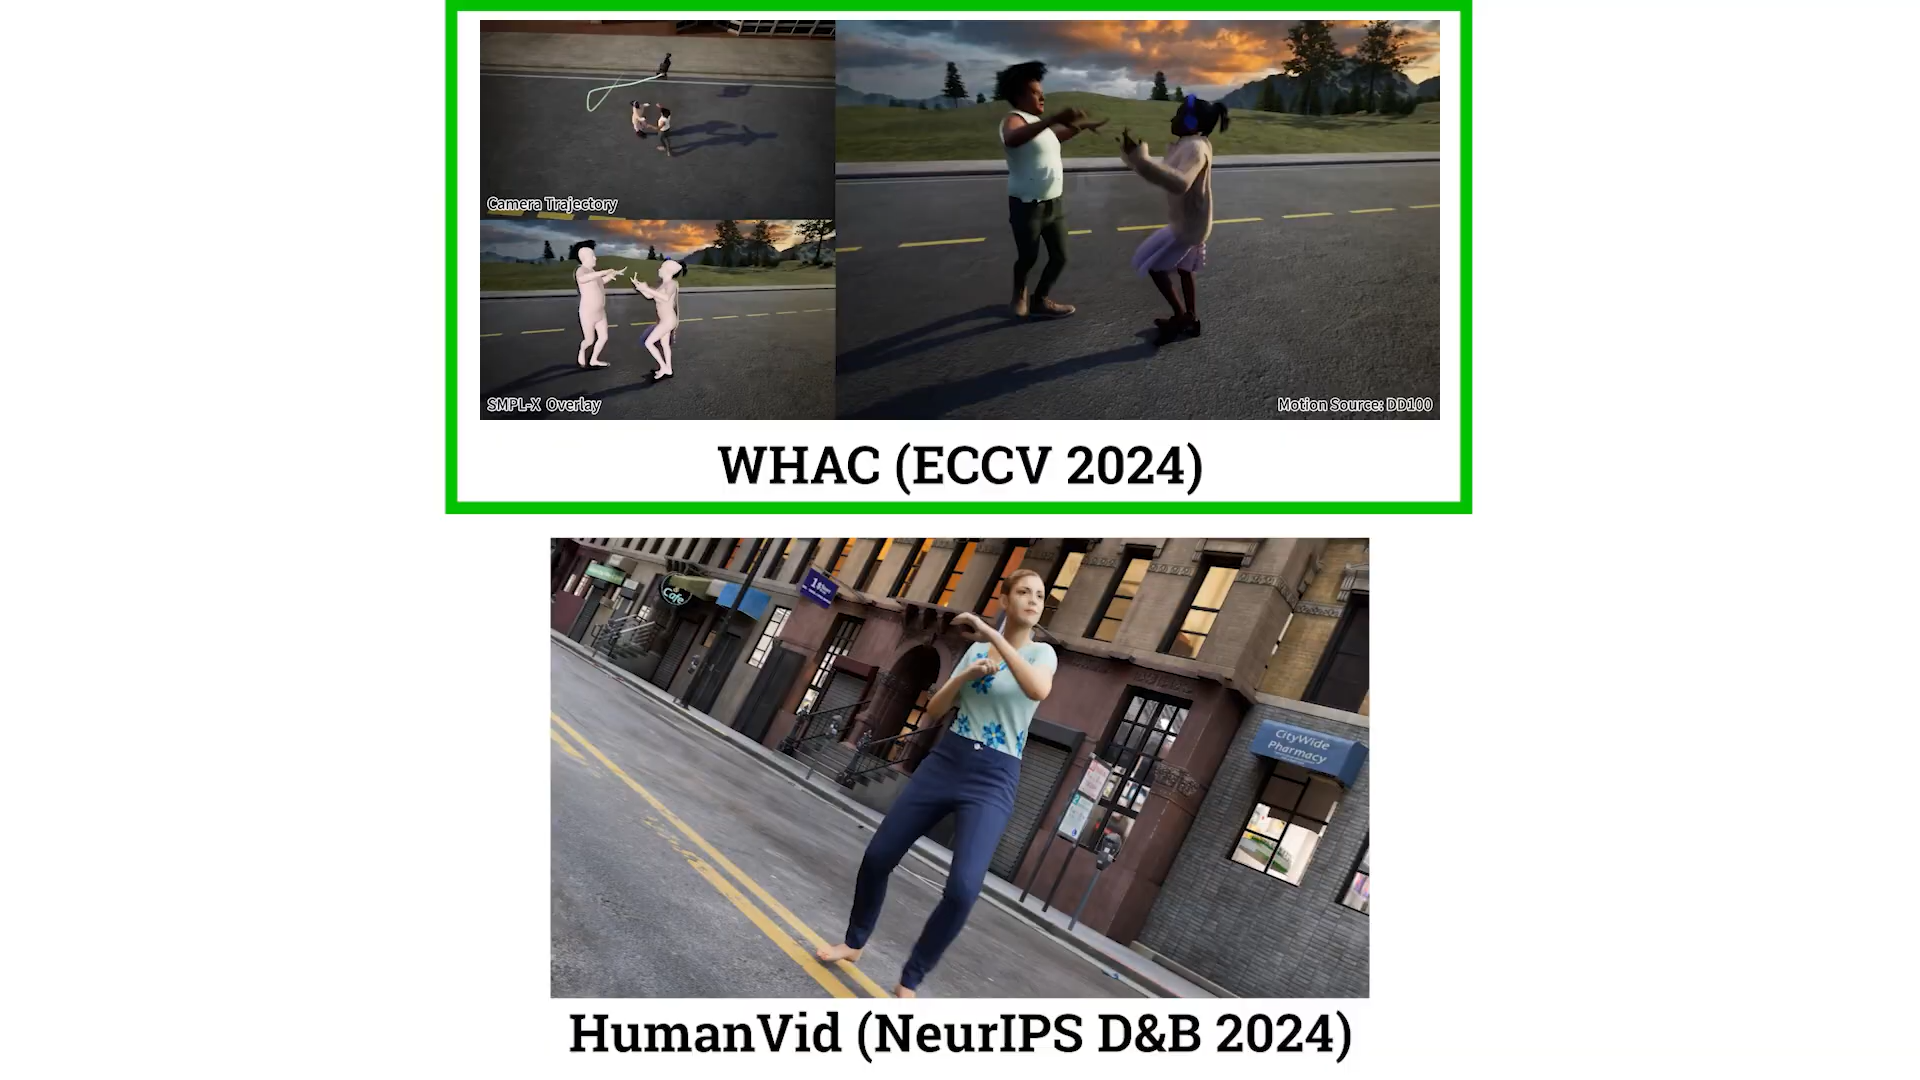 Camera Trajectory
SMPL-X Overlay
Motion Source: DD100
WHAC (ECCV 2024)
Cafe
CityWide
Pharmacy
HumanVid (NeurIPS D&B 2024)